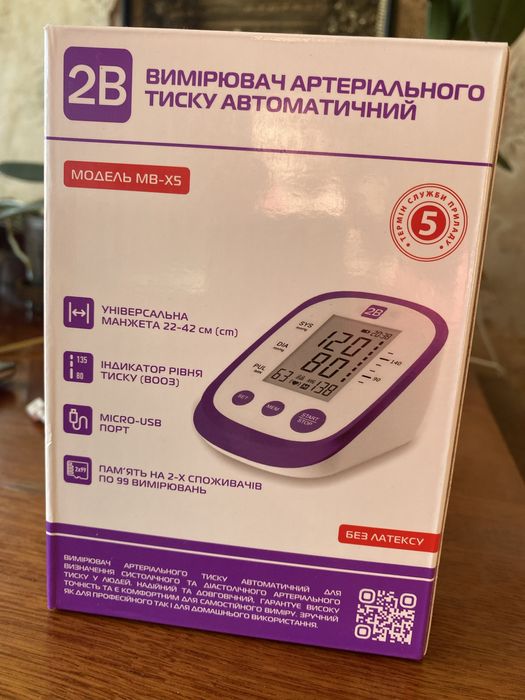 2B
ВИМІРЮВАЧ АРТЕРІАЛЬНОГО
ТИСКУ АВТОМАТИЧНИЙ
МОДЕЛЬ MB-X5
ТЕРМІН СЛУЖБИ ПРИЛАДУ
5
УНІВЕРСАЛЬНА
МАНЖЕТА 22-42 см (cm)
135
80
ІНДИКАТОР РІВНЯ
ТИСКУ (ВООЗ)
MICRO-USB
ПОРТ
2x99
ПАМ'ЯТЬ НА 2-Х СПОЖИВАЧІВ
ПО 99 ВИМІРЮВАНЬ
2B
SYS
120
DIA
80
140
90
PUL
63
138
SET
MEM
START
STOP
БЕЗ ЛАТЕКСУ
ВИМІРЮВАЧ АРТЕРІАЛЬНОГО ТИСКУ АВТОМАТИЧНИЙ ДЛЯ
ВИЗНАЧЕННЯ СИСТОЛІЧНОГО ТА ДІАСТОЛІЧНОГО АРТЕРІАЛЬНОГО
ТИСКУ У ЛЮДЕЙ. НАДІЙНИЙ ТА ДОВГОВІЧНИЙ, ГАРАНТУЄ ВИСОКУ
ТОЧНІСТЬ ТА Є КОМФОРТНИМ ДЛЯ САМОСТІЙНОГО ВИМІРУ. ЗРУЧНИЙ
ЯК ДЛЯ ПРОФЕСІЙНОГО ТАК І ДЛЯ ДОМАШНЬОГО ВИКОРИСТАННЯ.